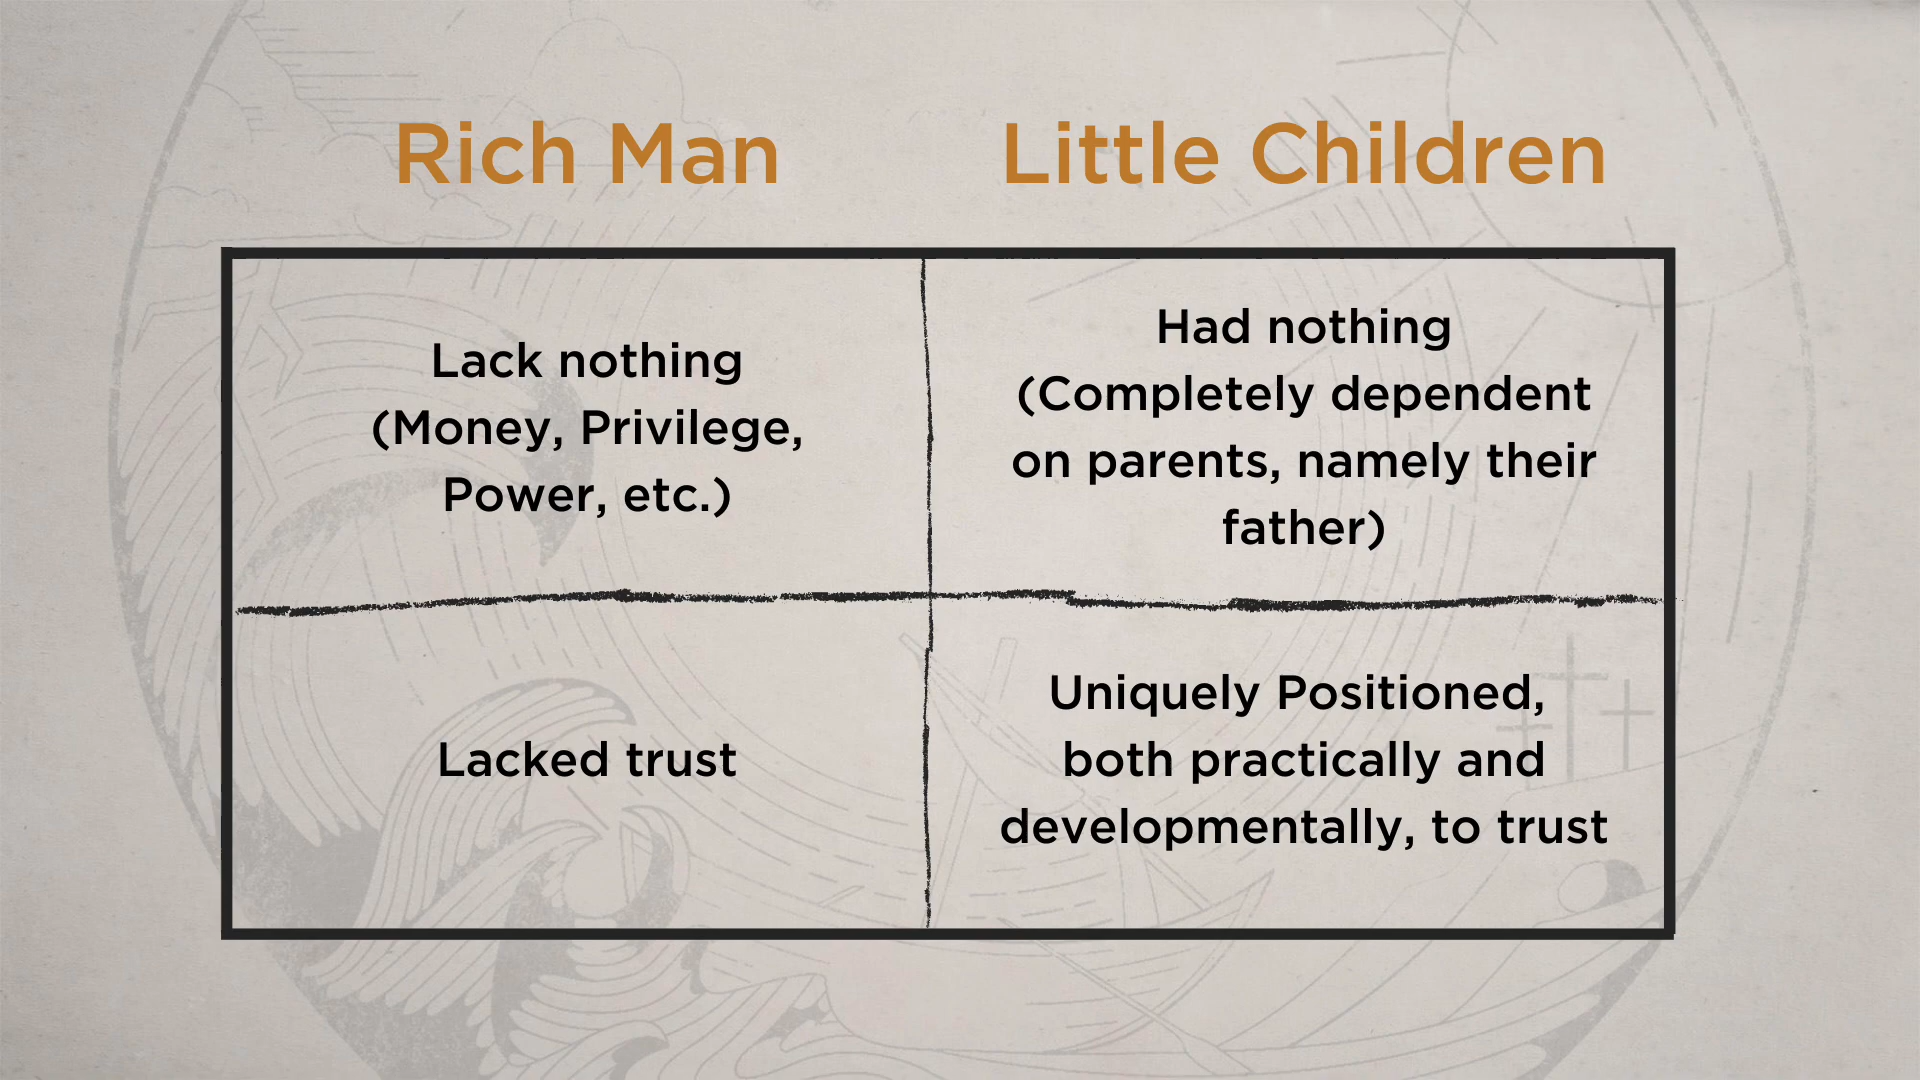 Rich Man
Little Children
Lack nothing
(Money, Privilege,
Power, etc.)
Had nothing
(Completely dependent
on parents, namely their
father)
Lacked trust
Uniquely Positioned,
both practically and
developmentally, to trust